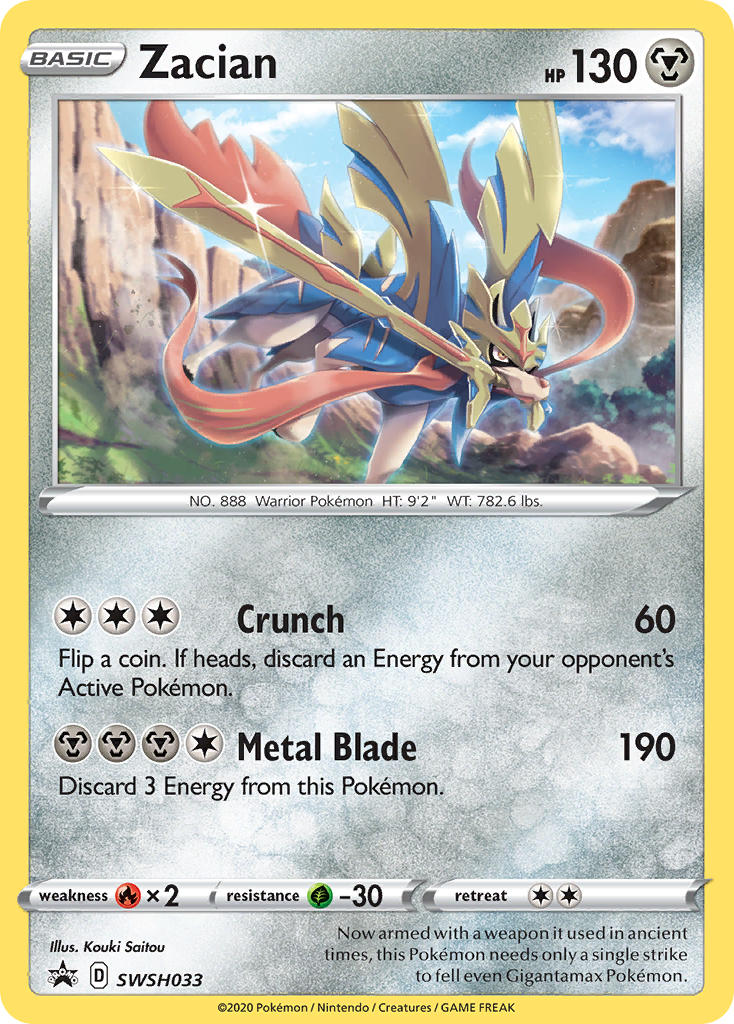 BASIC Zacian HP 130
NO. 888 Warrior Pokémon HT: 9'2" WT: 782.6 lbs.
Crunch 60
Flip a coin. If heads, discard an Energy from your opponent's
Active Pokémon.
Metal Blade 190
Discard 3 Energy from this Pokémon.
weakness ×2 resistance -30 retreat
Illus. Kouki Saitou
Now armed with a weapon it used in ancient
times, this Pokémon needs only a single strike
to fell even Gigantamax Pokémon.
D SWSH033
©2020 Pokémon / Nintendo / Creatures / GAME FREAK